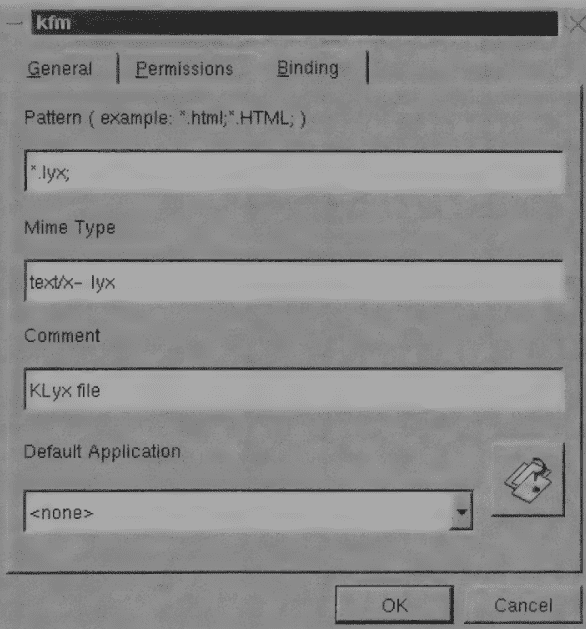 kfm
General Permissions Binding
Pattern ( example: *.html;*.HTML; )
*.lyx;
Mime Type
text/x- lyx
Comment
KLyx file
Default Application
<none>
OK Cancel